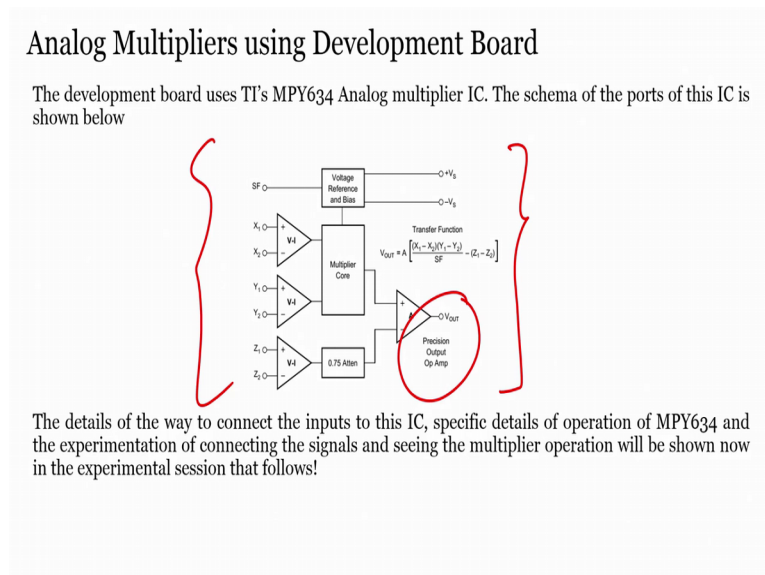 Analog Multipliers using Development Board
The development board uses TI's MPY634 Analog multiplier IC. The schema of the ports of this IC is
shown below
SF
Voltage
Reference
and Bias
+Vs
−Vs
X₁
+
V-I
X₂
−
Multiplier
Core
Transfer Function
VOUT = A [(X₁ − X₂)(Y₁ − Y₂) / SF − (Z₁ − Z₂)]
Y₁
+
V-I
Y₂
−
+
A
−
VOUT
Precision
Output
Op Amp
Z₁
+
V-I
Z₂
−
0.75 Atten
The details of the way to connect the inputs to this IC, specific details of operation of MPY634 and
the experimentation of connecting the signals and seeing the multiplier operation will be shown now
in the experimental session that follows!